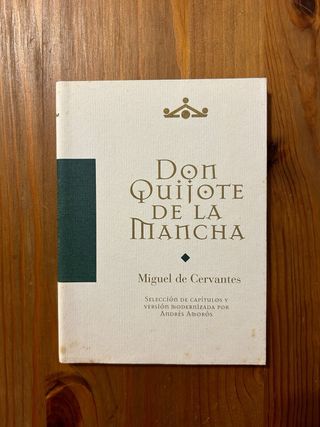 Don
Quijote
de la
Mancha
Miguel de Cervantes
Selección de capítulos y
versión modernizada por
Andrés Amorós